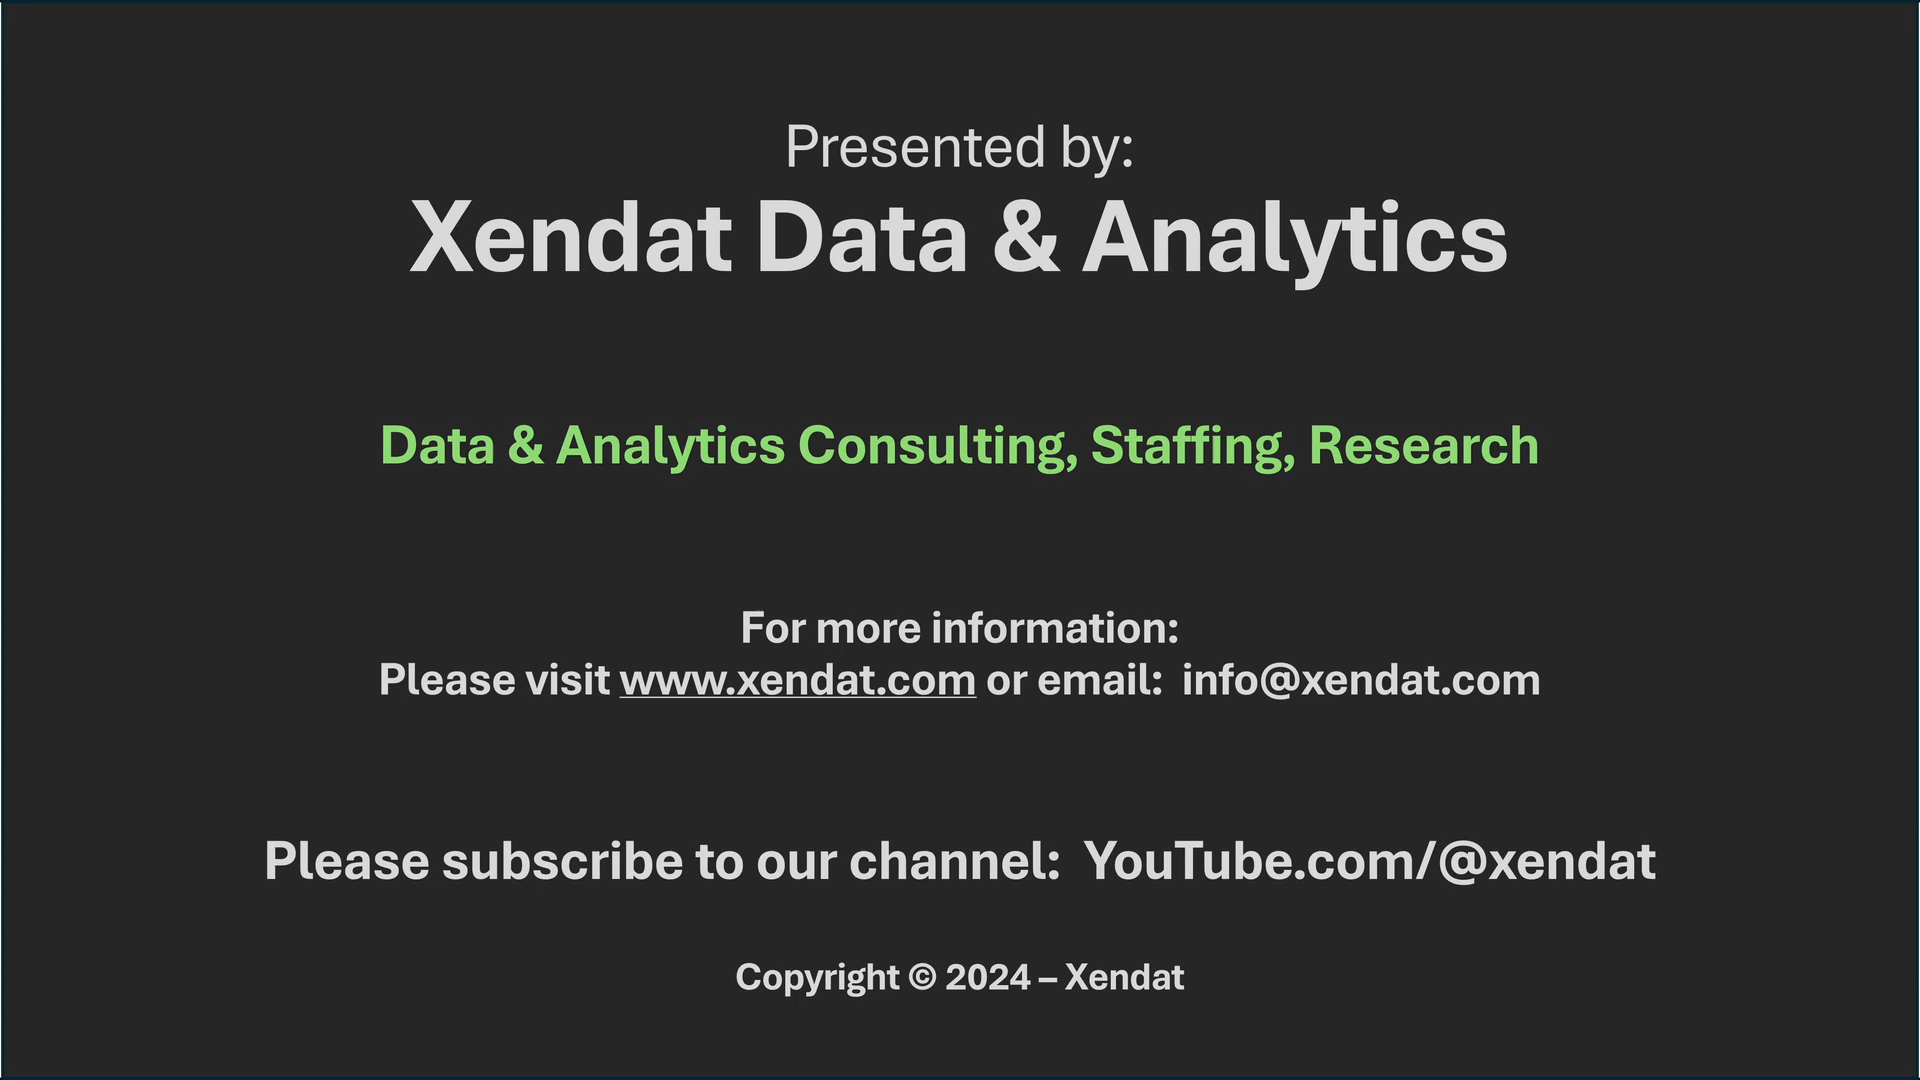 Presented by:
Xendat Data & Analytics
Data & Analytics Consulting, Staffing, Research
For more information:
Please visit www.xendat.com or email:  info@xendat.com
Please subscribe to our channel:  YouTube.com/@xendat
Copyright © 2024 – Xendat